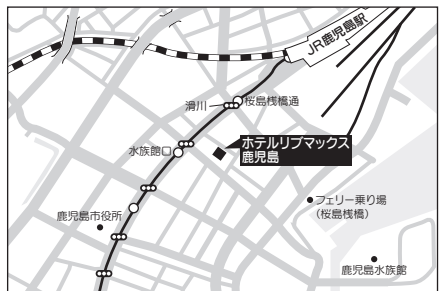 JR鹿児島駅
滑川
桜島桟橋通
水族館口
ホテルリブマックス
鹿児島
フェリー乗り場
(桜島桟橋)
鹿児島市役所
鹿児島水族館